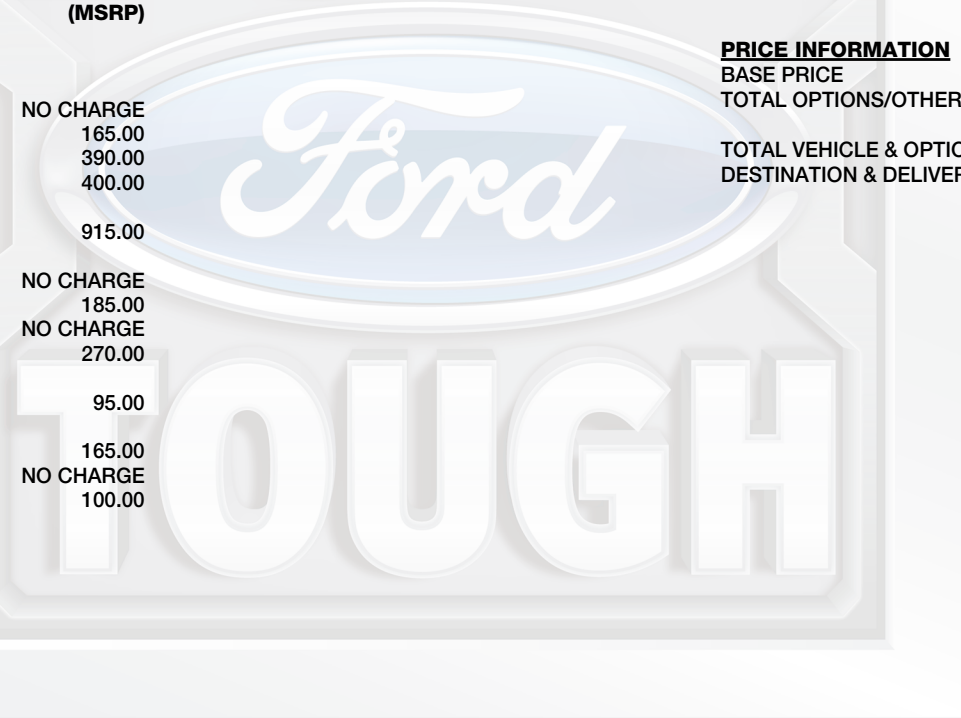 (MSRP)
NO CHARGE
165.00
390.00
400.00
915.00
NO CHARGE
185.00
NO CHARGE
270.00
95.00
165.00
NO CHARGE
100.00
PRICE INFORMATION
BASE PRICE
TOTAL OPTIONS/OTHER
TOTAL VEHICLE & OPTIO
DESTINATION & DELIVER
Ford
TOUGH